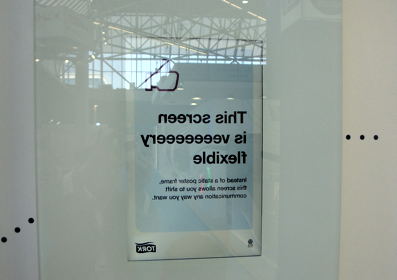 This screen
is veeeeeeery
flexible
Instead of a static poster frame,
this screen allows you to shift
communication any way you want.
TORK